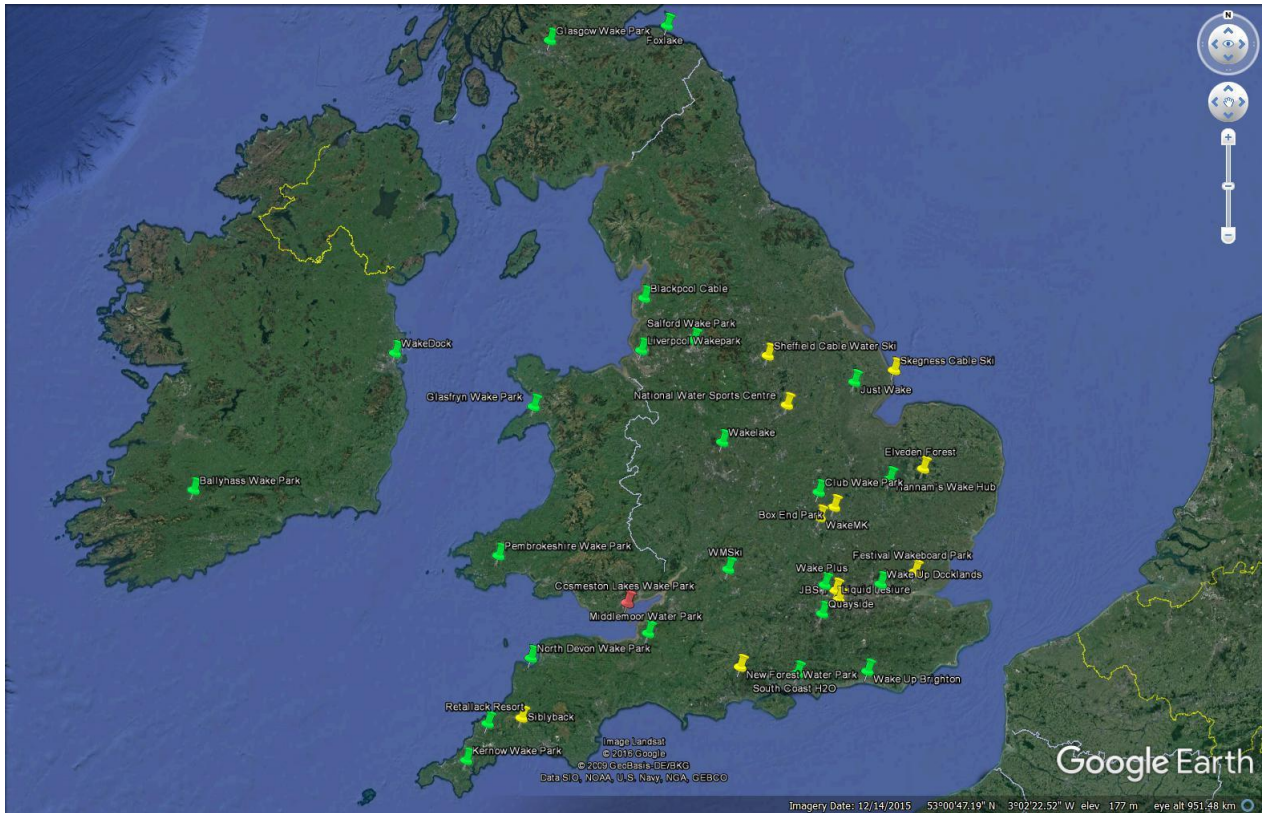 N
Glasgow Wake Park
Foxlake
Blackpool Cable
Salford Wake Park
Liverpool Wakepark
WakeDock
Sheffield Cable Water Ski
Skegness Cable Ski
Just Wake
Glasfryn Wake Park
National Water Sports Centre
Wakelake
Elveden Forest
Ballyhass Wake Park
Club Wake Park
Hannam's Wake Hub
Box End Park
WakeMK
Pembrokeshire Wake Park
WMSki
Festival Wakeboard Park
Wake Plus
Wake Up Docklands
Cosmeston Lakes Wake Park
JBSki
Liquid Lesiure
Quayside
Middlemoor Water Park
North Devon Wake Park
New Forest Water Park
Wake Up Brighton
South Coast H2O
Retallack Resort
Siblyback
Kernow Wake Park
Image Landsat
© 2016 Google
© 2009 GeoBasis-DE/BKG
Data SIO, NOAA, U.S. Navy, NGA, GEBCO
Google Earth
Imagery Date: 12/14/2015 53°00'47.19" N 3°02'22.52" W elev 177 m eye alt 951.48 km